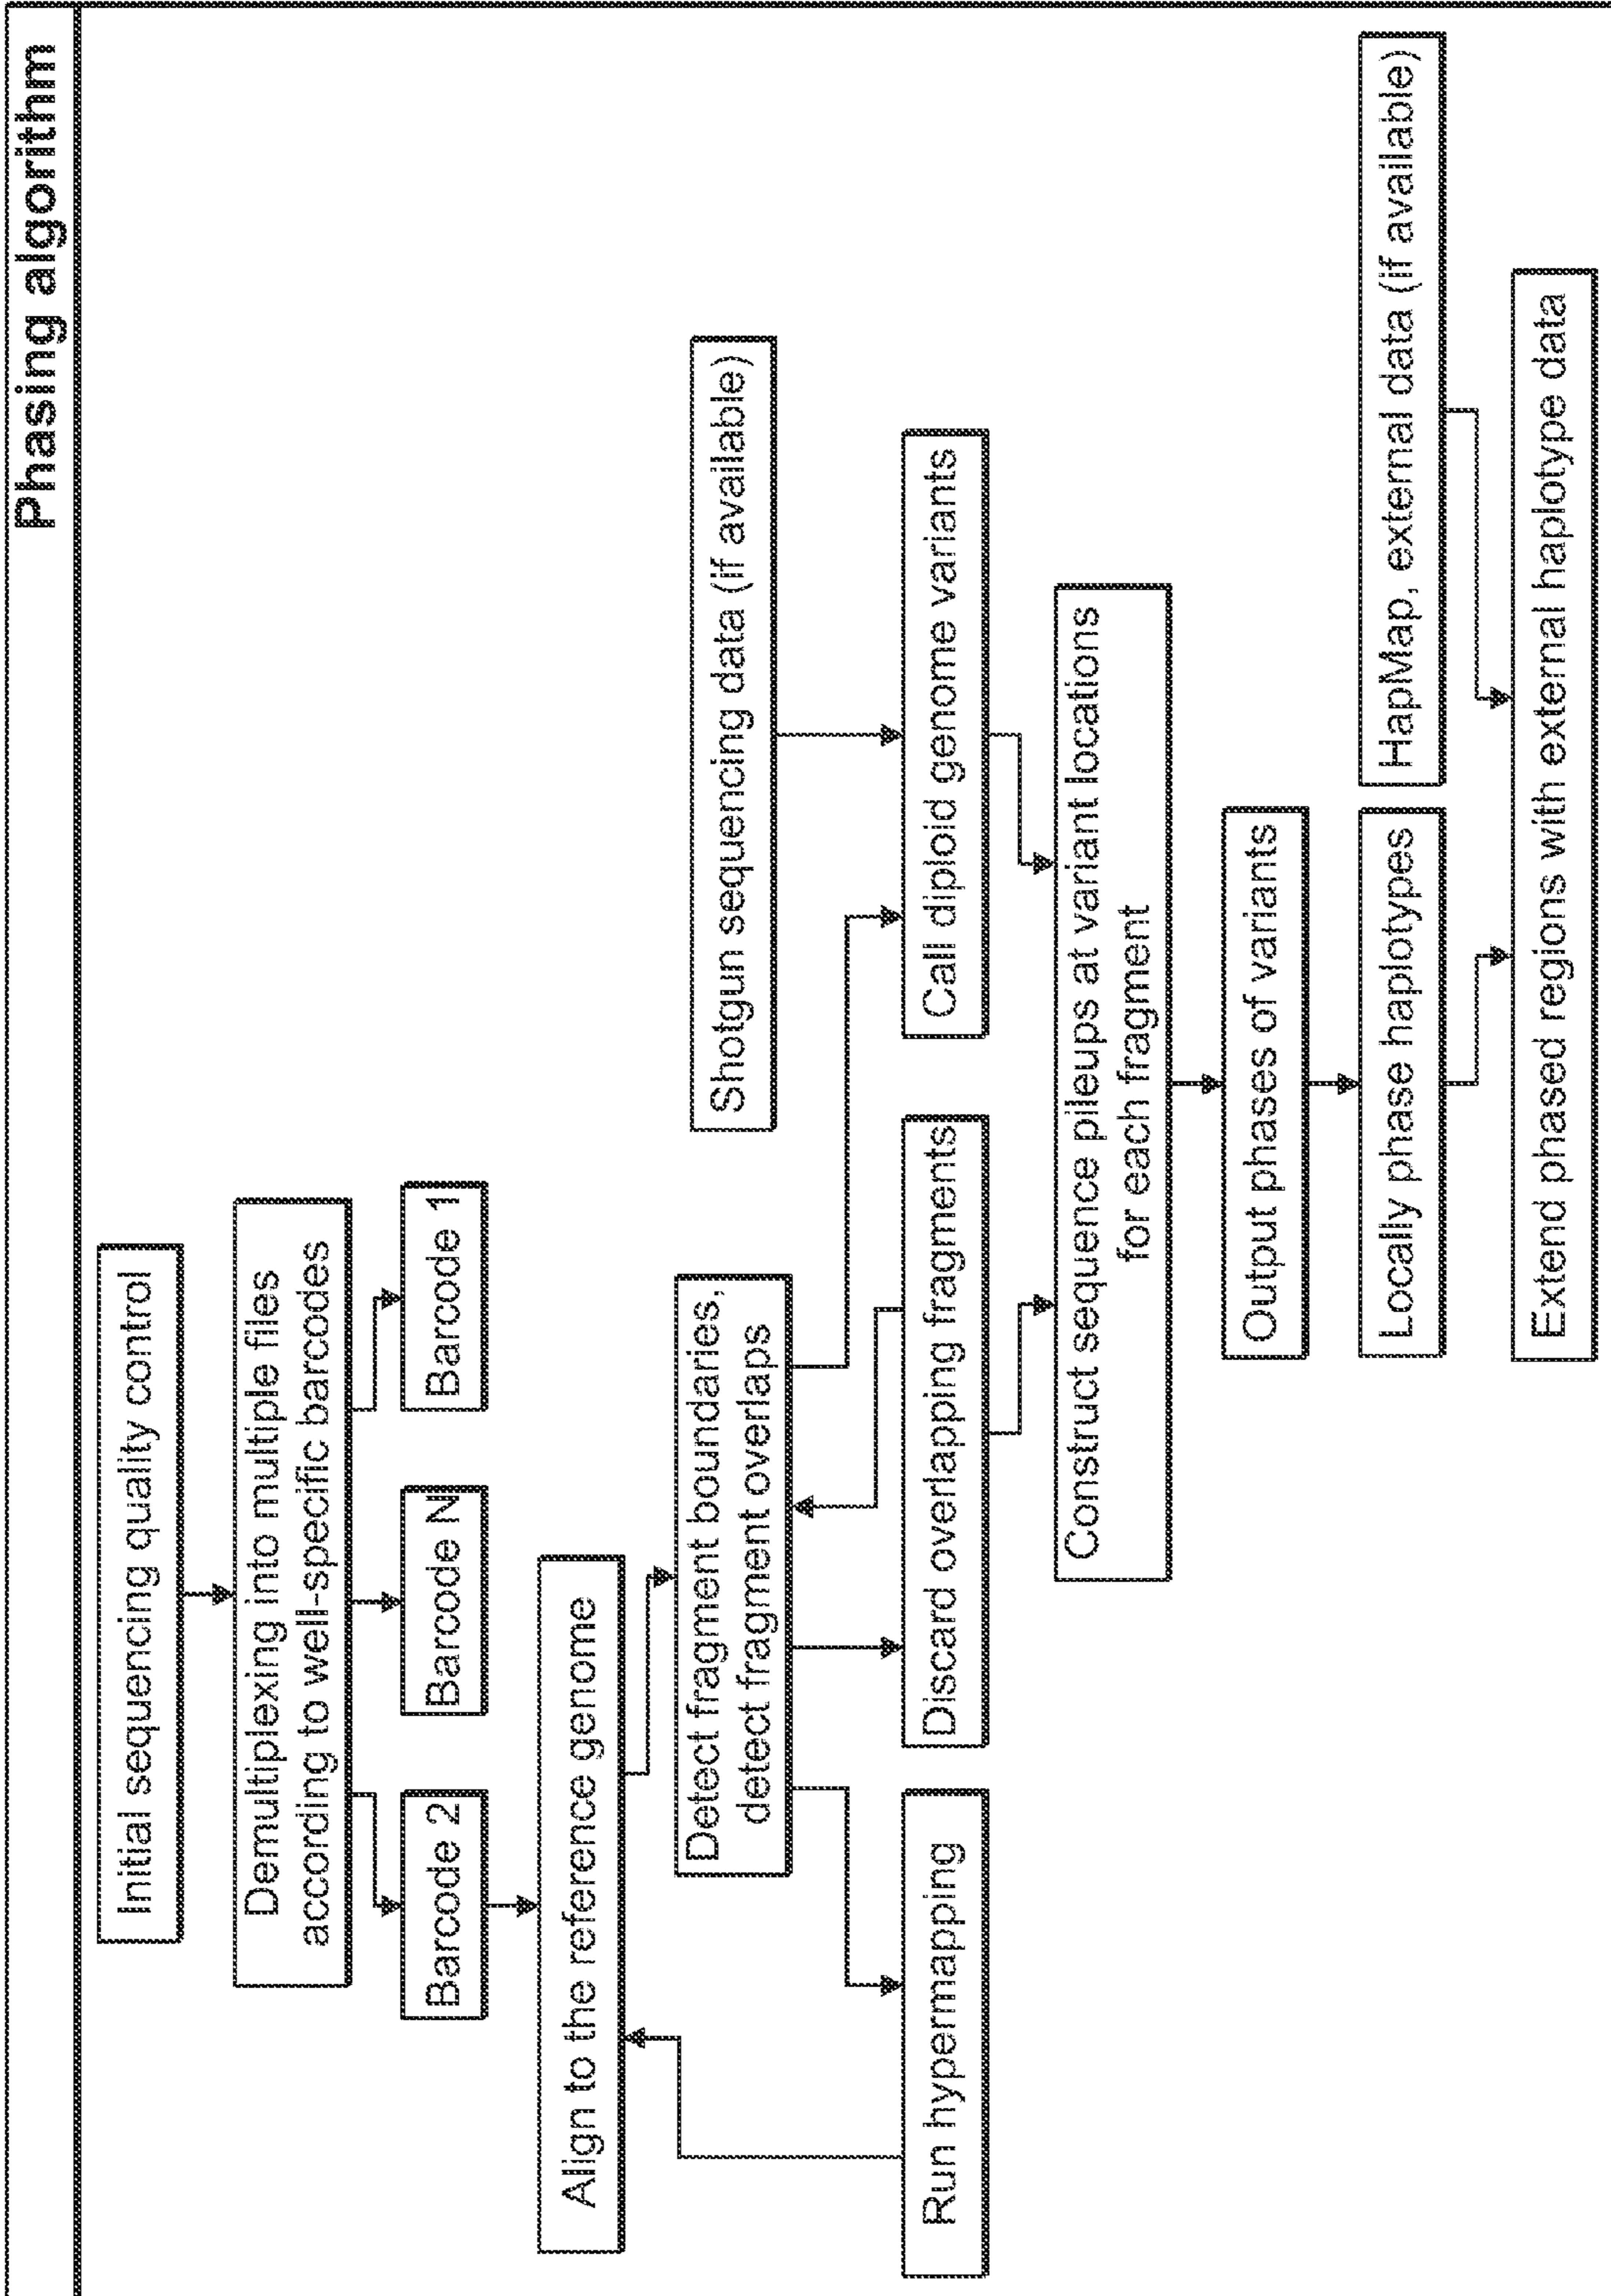 Phasing algorithm
Initial sequencing quality control
Demultiplexing into multiple files
according to well-specific barcodes
Barcode 2
Barcode N
Barcode 1
Align to the reference genome
Detect fragment boundaries,
detect fragment overlaps
Shotgun sequencing data (if available)
Run hypermapping
Discard overlapping fragments
Call diploid genome variants
Construct sequence pileups at variant locations
for each fragment
Output phases of variants
Locally phase haplotypes
HapMap, external data (if available)
Extend phased regions with external haplotype data